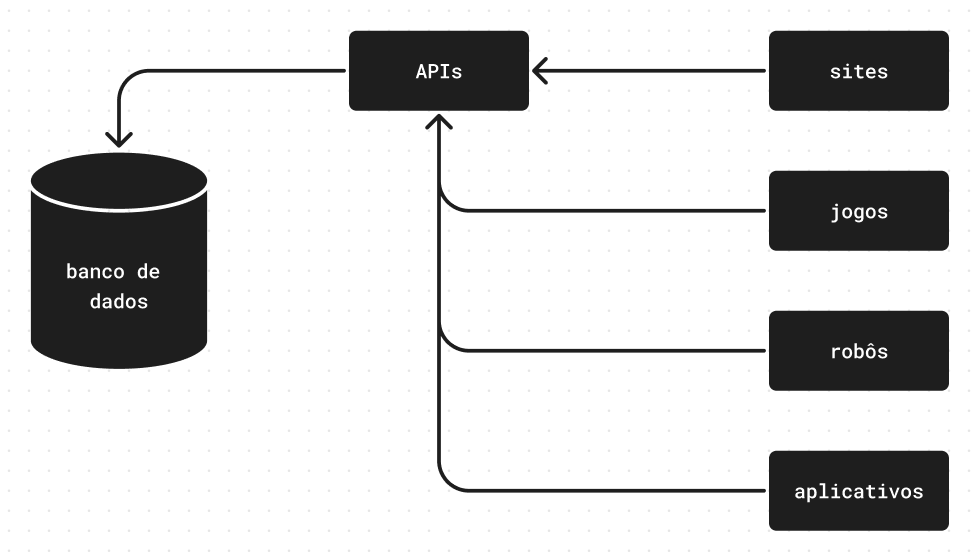 APIs
sites
jogos
banco de
dados
robôs
aplicativos